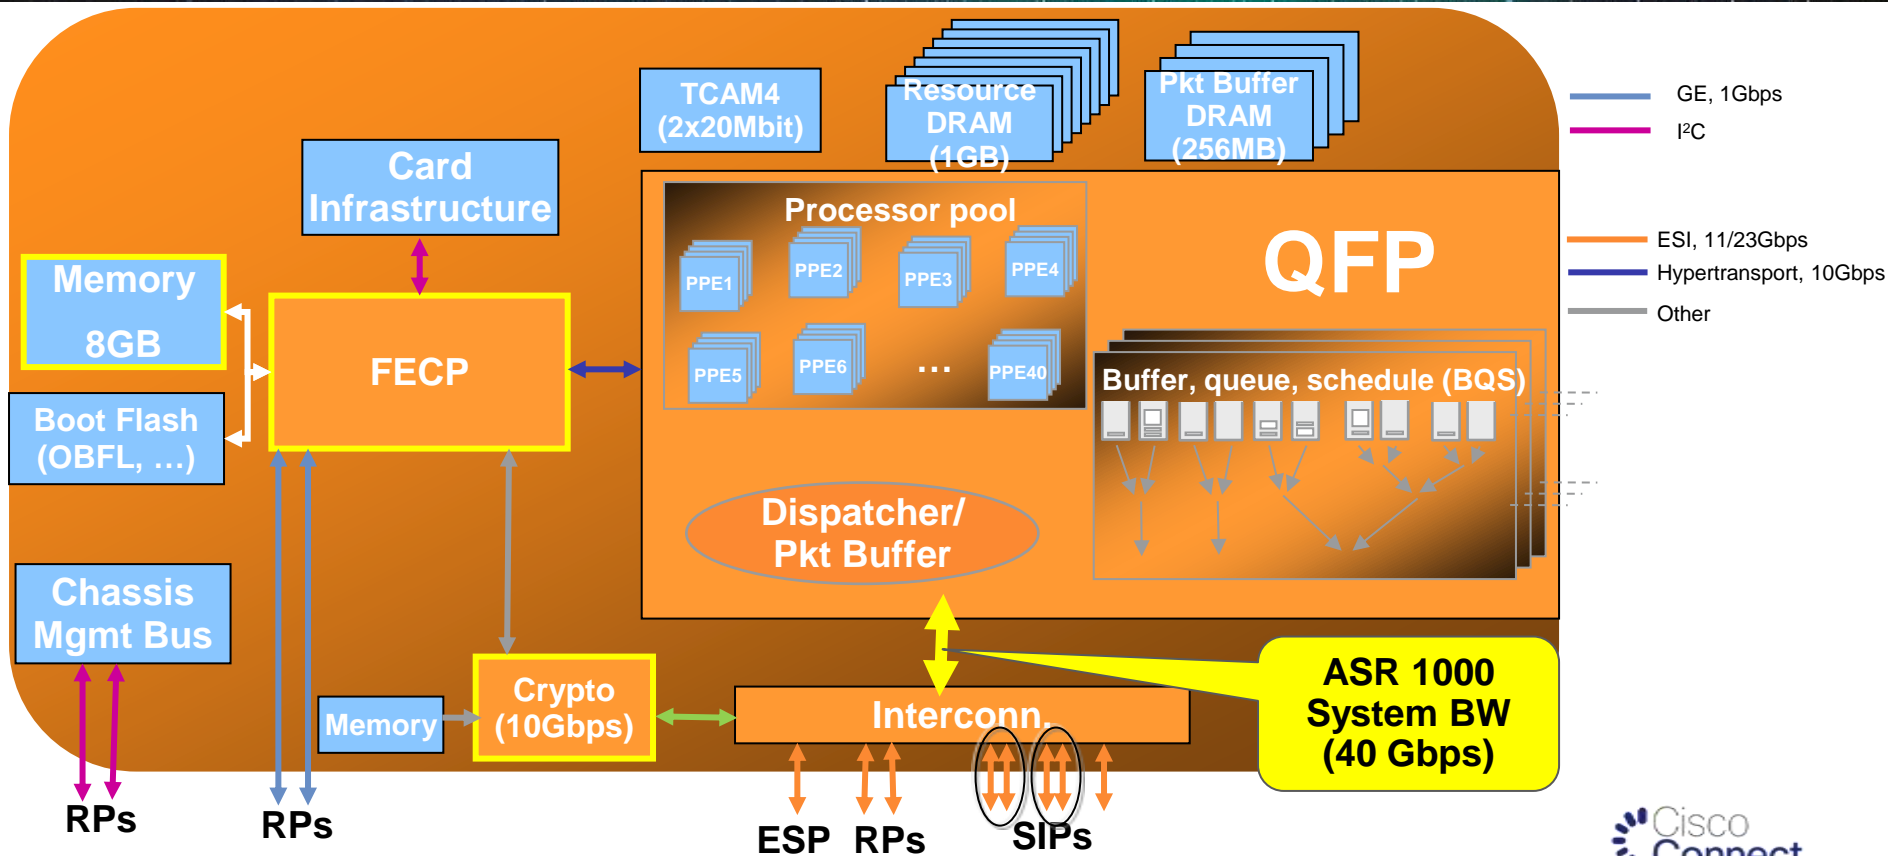 TCAM4
(2x20Mbit)
Resource
DRAM
(1GB)
Pkt Buffer
DRAM
(256MB)
GE, 1Gbps
I²C
ESI, 11/23Gbps
Hypertransport, 10Gbps
Other
Card
Infrastructure
Memory
8GB
FECP
Boot Flash
(OBFL, …)
Processor pool
PPE1
PPE2
PPE3
PPE4
PPE5
PPE6
…
PPE40
QFP
Buffer, queue, schedule (BQS)
Dispatcher/
Pkt Buffer
Chassis
Mgmt Bus
Memory
Crypto
(10Gbps)
Interconn.
ASR 1000
System BW
(40 Gbps)
RPs
RPs
ESP
RPs
SIPs
Cisco
Connect